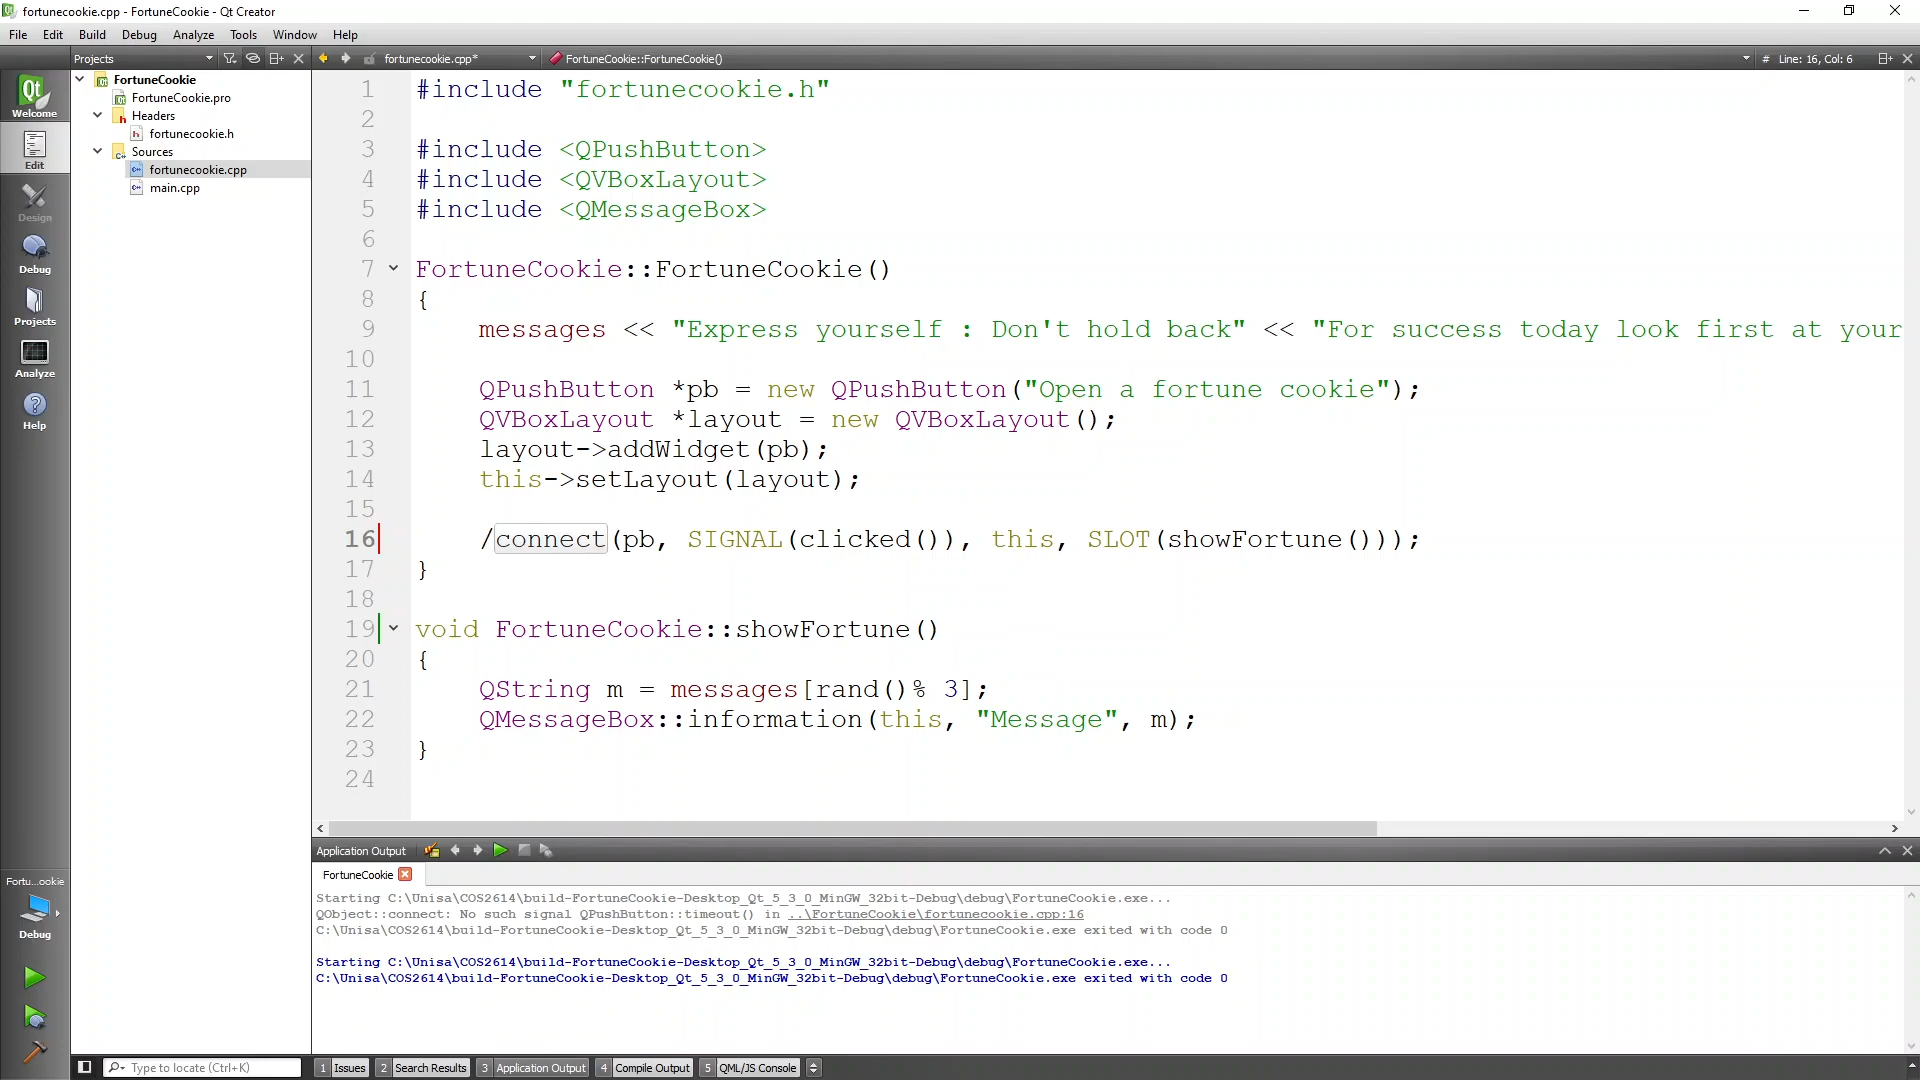 fortunecookie.cpp - FortuneCookie - Qt Creator
File Edit Build Debug Analyze Tools Window Help
Projects fortunecookie.cpp* FortuneCookie::FortuneCookie() # Line: 16, Col: 6
FortuneCookie
FortuneCookie.pro
Headers
fortunecookie.h
Sources
fortunecookie.cpp
main.cpp
Qt
Welcome
Edit
Design
Debug
Projects
Analyze
Help
Fortu...ookie
Debug
1 #include "fortunecookie.h"
2
3 #include <QPushButton>
4 #include <QVBoxLayout>
5 #include <QMessageBox>
6
7 FortuneCookie::FortuneCookie()
8 {
9 messages << "Express yourself : Don't hold back" << "For success today look first at your
10
11 QPushButton *pb = new QPushButton("Open a fortune cookie");
12 QVBoxLayout *layout = new QVBoxLayout();
13 layout->addWidget(pb);
14 this->setLayout(layout);
15
16 /connect(pb, SIGNAL(clicked()), this, SLOT(showFortune()));
17 }
18
19 void FortuneCookie::showFortune()
20 {
21 QString m = messages[rand()% 3];
22 QMessageBox::information(this, "Message", m);
23 }
24
Application Output
FortuneCookie
Starting C:\Unisa\COS2614\build-FortuneCookie-Desktop_Qt_5_3_0_MinGW_32bit-Debug\debug\FortuneCookie.exe...
QObject::connect: No such signal QPushButton::timeout() in ..\FortuneCookie\fortunecookie.cpp:16
C:\Unisa\COS2614\build-FortuneCookie-Desktop_Qt_5_3_0_MinGW_32bit-Debug\debug\FortuneCookie.exe exited with code 0
Starting C:\Unisa\COS2614\build-FortuneCookie-Desktop_Qt_5_3_0_MinGW_32bit-Debug\debug\FortuneCookie.exe...
C:\Unisa\COS2614\build-FortuneCookie-Desktop_Qt_5_3_0_MinGW_32bit-Debug\debug\FortuneCookie.exe exited with code 0
Type to locate (Ctrl+K) 1 Issues 2 Search Results 3 Application Output 4 Compile Output 5 QML/JS Console